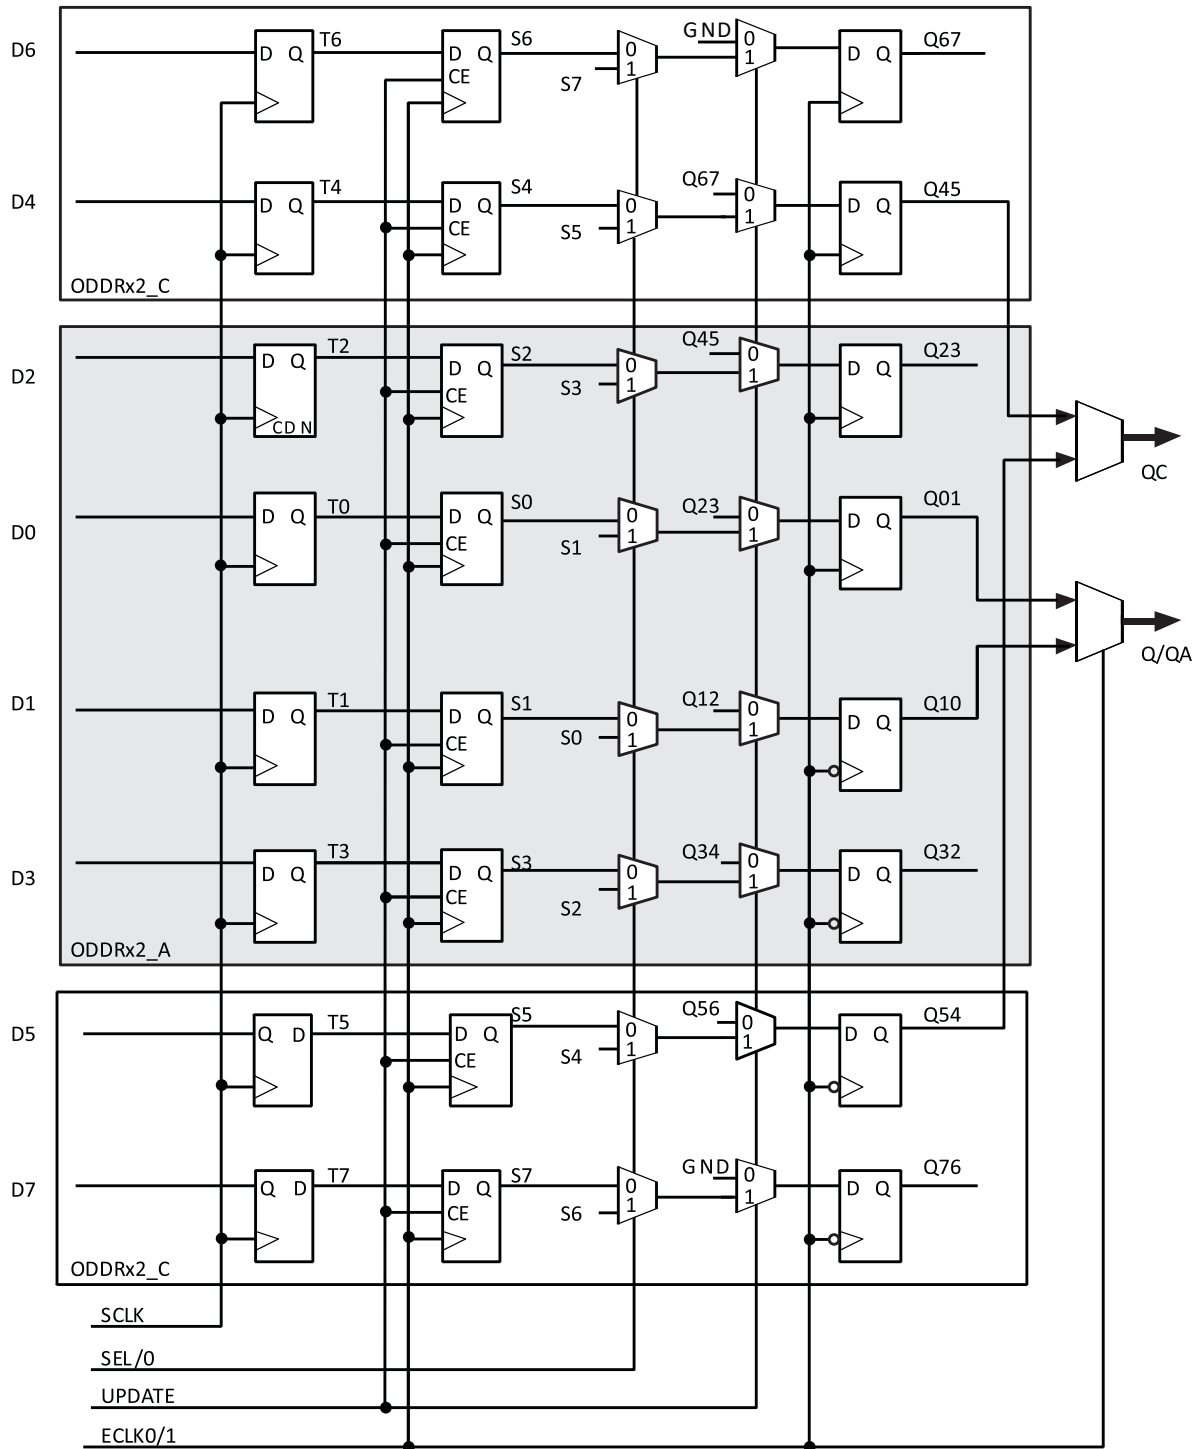 D6 D Q T6 D Q CE S6 0 1 S7 GND 0 1 D Q Q67
D4 D Q T4 D Q CE S4 0 1 S5 Q67 0 1 D Q Q45
ODDRx2_C
D2 D Q CDN T2 D Q CE S2 0 1 S3 Q45 0 1 D Q Q23
QC
D0 D Q T0 D Q CE S0 0 1 S1 Q23 0 1 D Q Q01
Q/QA
D1 D Q T1 D Q CE S1 0 1 S0 Q12 0 1 D Q Q10
D3 D Q T3 D Q CE S3 0 1 S2 Q34 0 1 D Q Q32
ODDRx2_A
D5 Q D T5 D Q CE S5 0 1 S4 Q56 0 1 D Q Q54
D7 Q D T7 D Q CE S7 0 1 S6 GND 0 1 D Q Q76
ODDRx2_C
SCLK
SEL/0
UPDATE
ECLK0/1